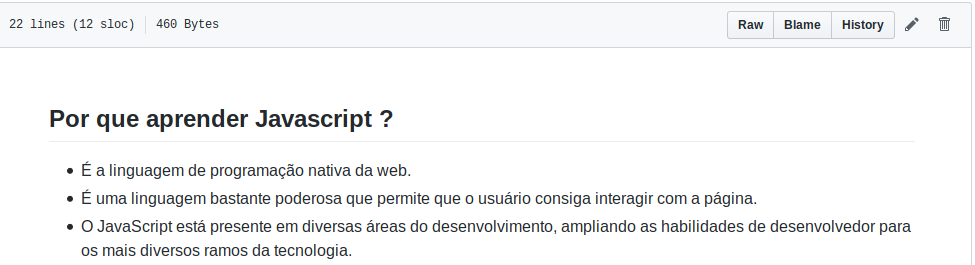 22 lines (12 sloc) 460 Bytes Raw Blame History
Por que aprender Javascript ?
É a linguagem de programação nativa da web.
É uma linguagem bastante poderosa que permite que o usuário consiga interagir com a página.
O JavaScript está presente em diversas áreas do desenvolvimento, ampliando as habilidades de desenvolvedor para
os mais diversos ramos da tecnologia.